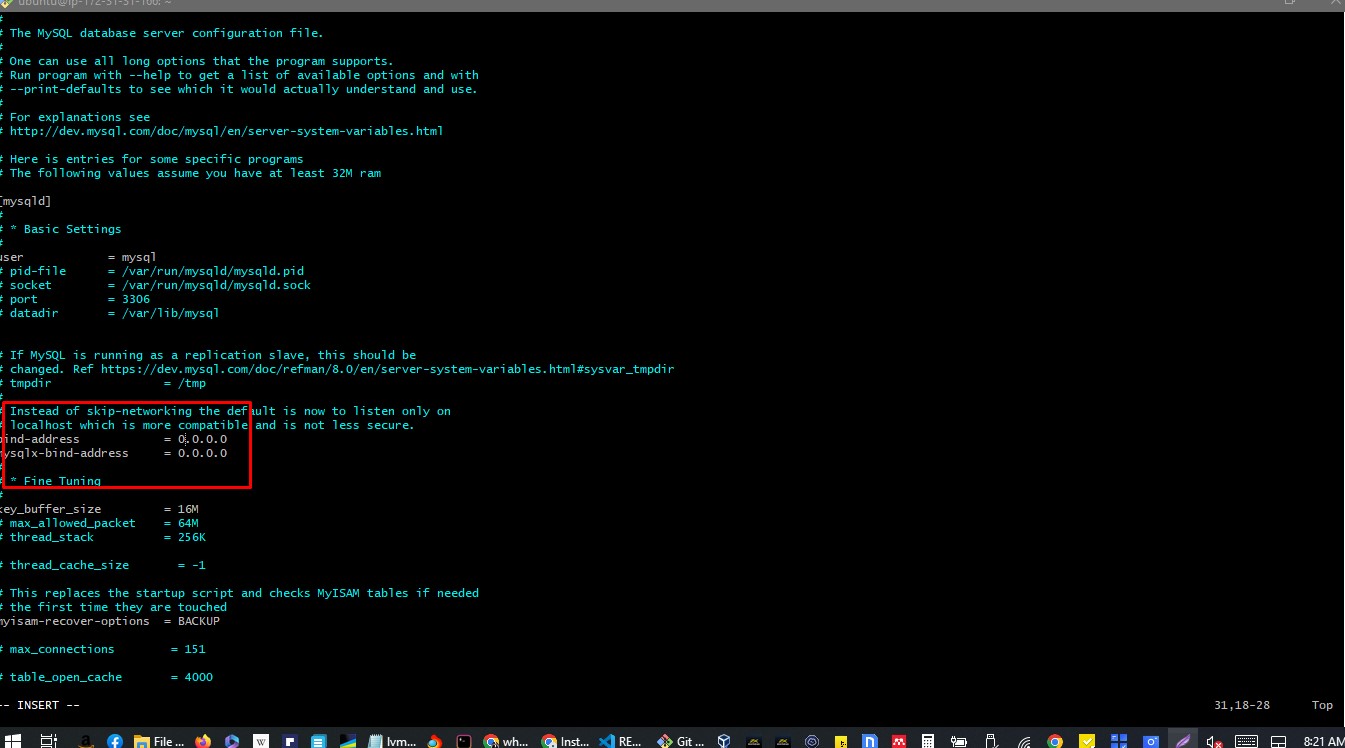 ubuntu@ip-172-31-31-166: ~
#
# The MySQL database server configuration file.
#
# One can use all long options that the program supports.
# Run program with --help to get a list of available options and with
# --print-defaults to see which it would actually understand and use.
#
# For explanations see
# http://dev.mysql.com/doc/mysql/en/server-system-variables.html
# Here is entries for some specific programs
# The following values assume you have at least 32M ram
[mysqld]
#
# * Basic Settings
#
user = mysql
# pid-file = /var/run/mysqld/mysqld.pid
# socket = /var/run/mysqld/mysqld.sock
# port = 3306
# datadir = /var/lib/mysql
# If MySQL is running as a replication slave, this should be
# changed. Ref https://dev.mysql.com/doc/refman/8.0/en/server-system-variables.html#sysvar_tmpdir
# tmpdir = /tmp
#
# Instead of skip-networking the default is now to listen only on
# localhost which is more compatible and is not less secure.
bind-address = 0.0.0.0
mysqlx-bind-address = 0.0.0.0
#
# * Fine Tuning
#
key_buffer_size = 16M
# max_allowed_packet = 64M
# thread_stack = 256K
# thread_cache_size = -1
# This replaces the startup script and checks MyISAM tables if needed
# the first time they are touched
myisam-recover-options = BACKUP
# max_connections = 151
# table_open_cache = 4000
-- INSERT -- 31,18-28 Top
File ... lvm... wh... Inst... RE... Git ... 8:21 AM